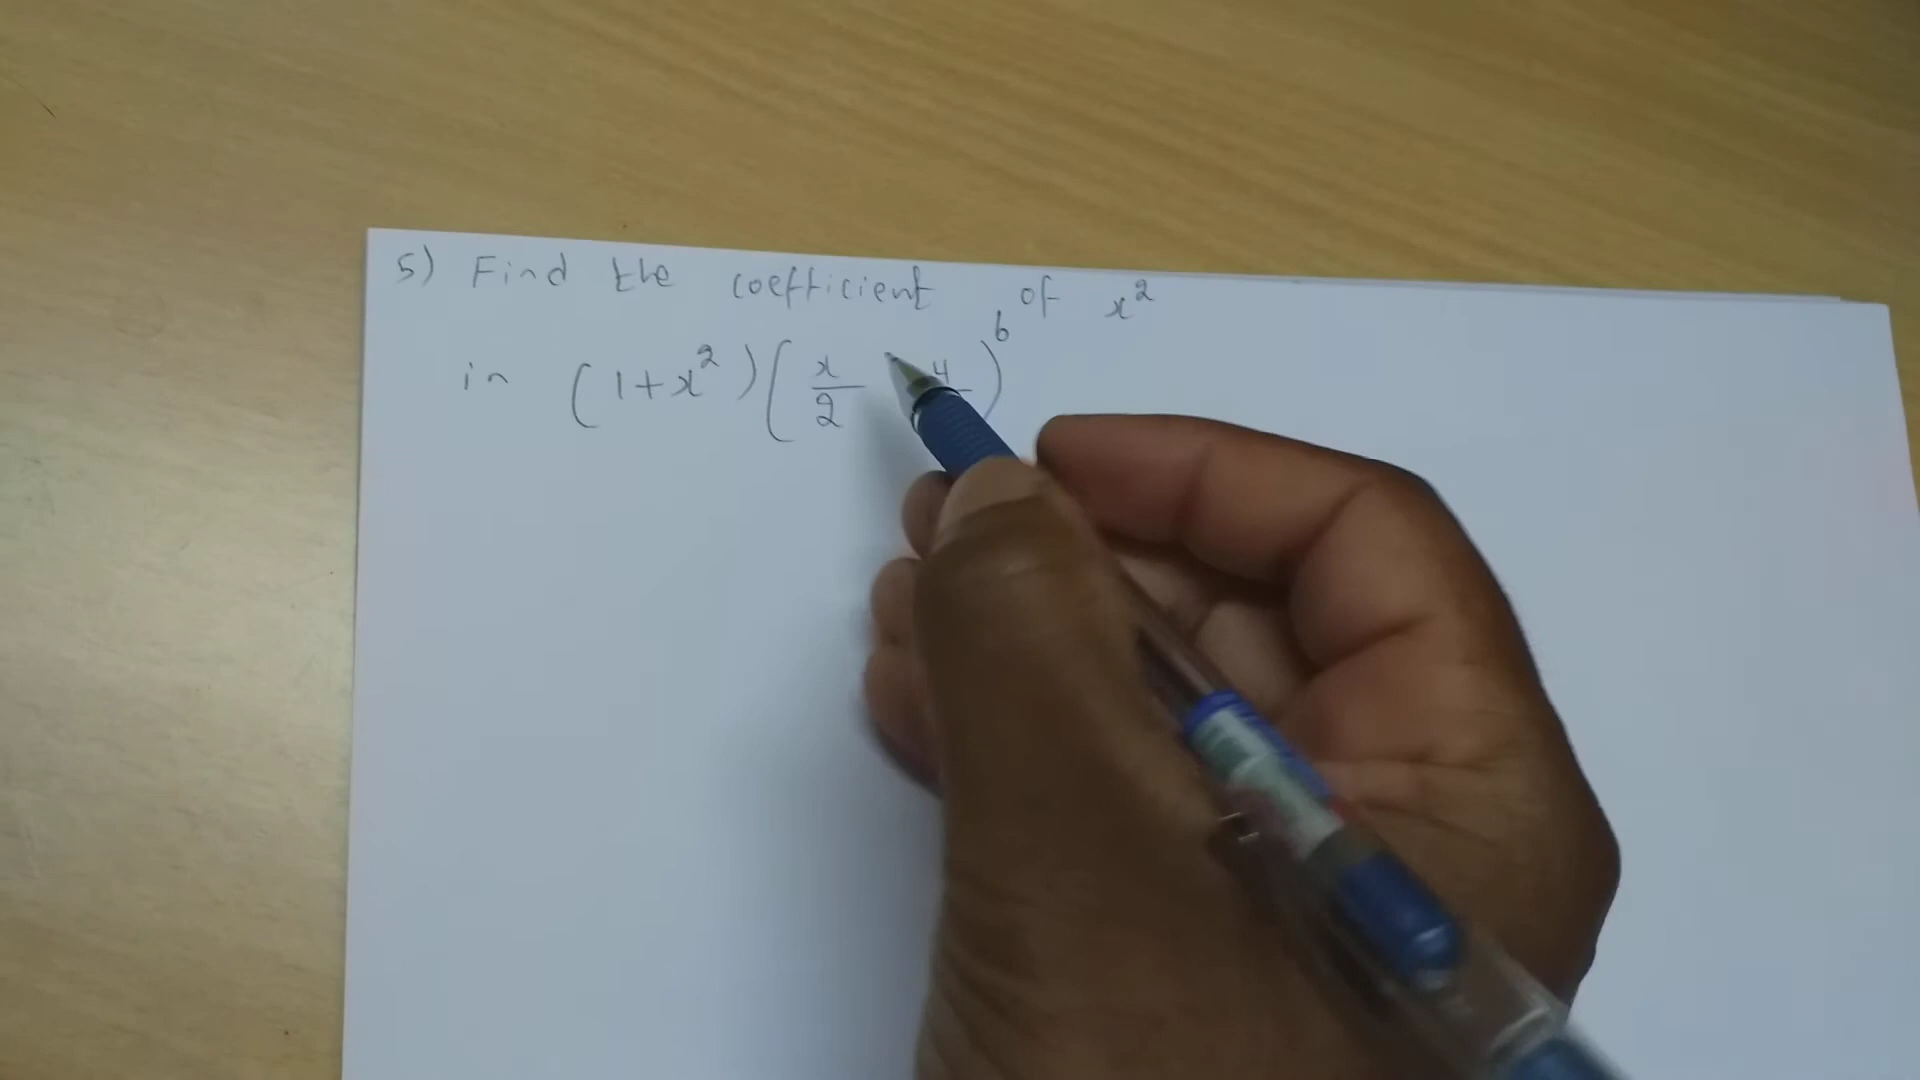 5) Find the coefficient of x²
in (1+x²)(x/2 4/ )⁶